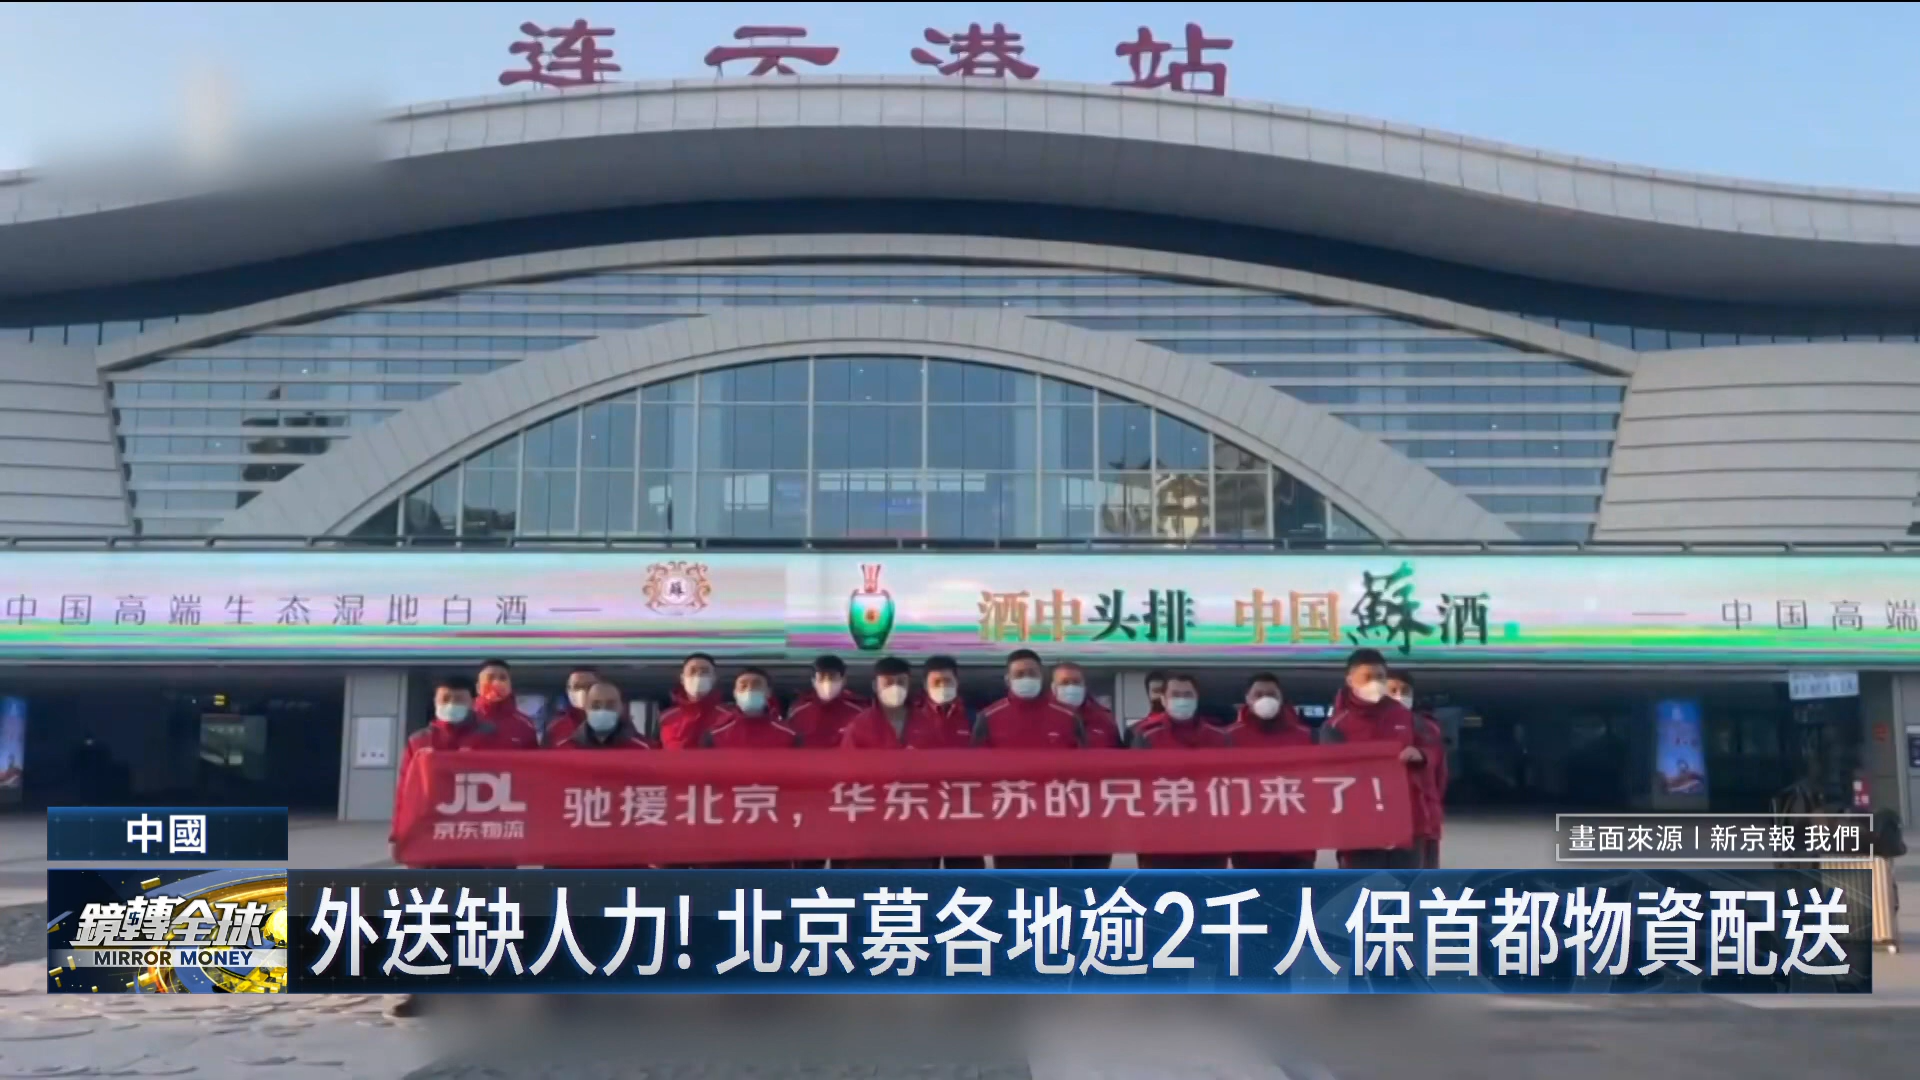 连云港站
中国高端生态湿地白酒一
蘇
酒中头排 中国蘇酒
一 中国高端
JDL
京东物流
驰援北京，华东江苏的兄弟们来了！
中國
畫面來源 | 新京報 我們
鏡轉全球
MIRROR MONEY
外送缺人力! 北京募各地逾2千人保首都物資配送